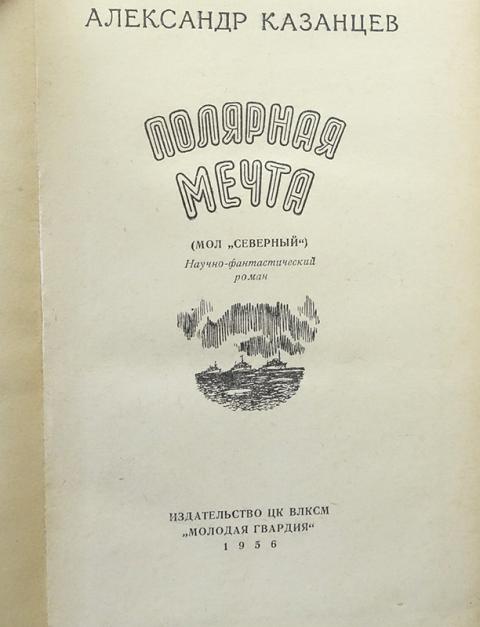 АЛЕКСАНДР КАЗАНЦЕВ
ПОЛЯРНАЯ
МЕЧТА
(МОЛ „СЕВЕРНЫЙ“)
Научно-фантастический
роман
ИЗДАТЕЛЬСТВО ЦК ВЛКСМ
„МОЛОДАЯ ГВАРДИЯ“
1956